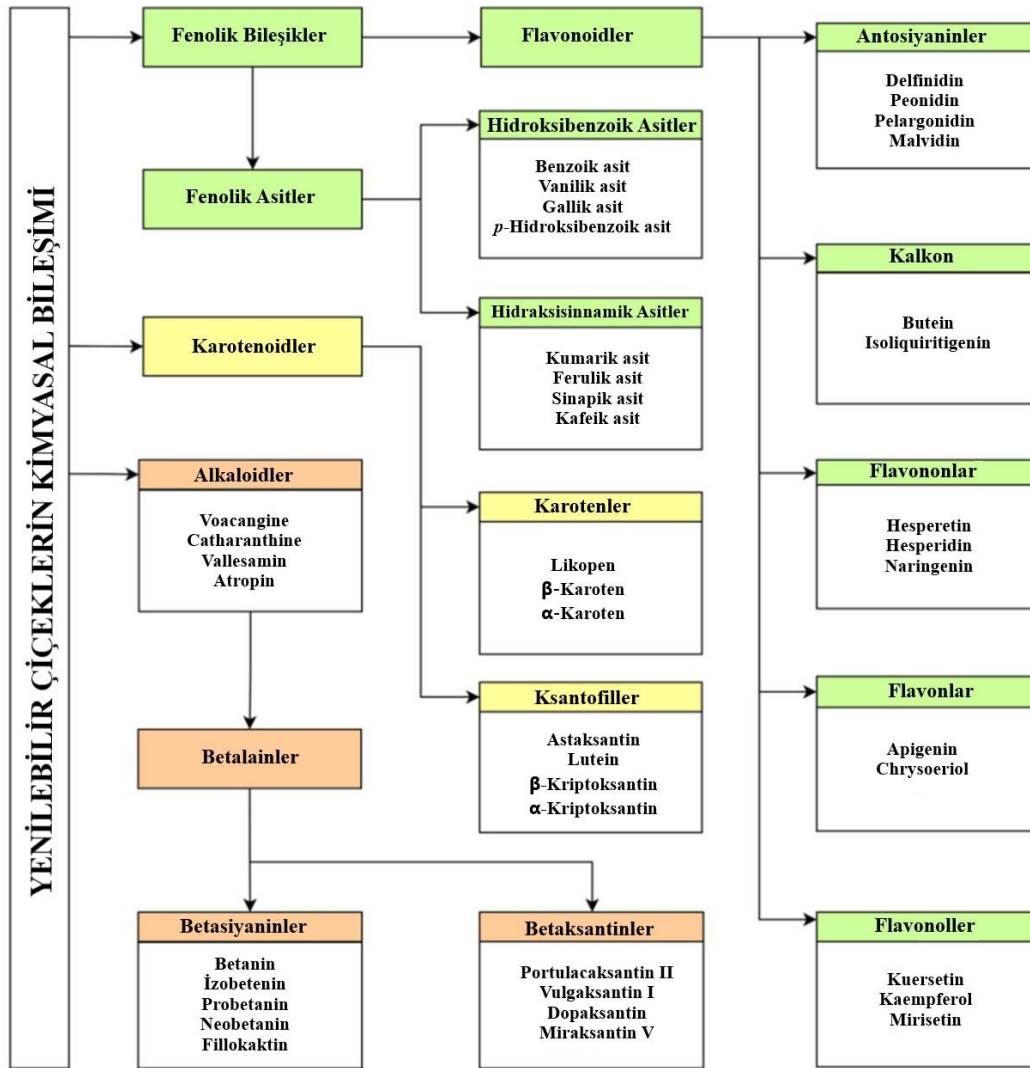 YENİLEBİLİR ÇİÇEKLERİN KİMYASAL BİLEŞİMİ
Fenolik Bileşikler
Fenolik Asitler
Karotenoidler
Alkaloidler
Voacangine
Catharanthine
Vallesamin
Atropin
Betalainler
Betasiyaninler
Betanin
İzobetenin
Probetanin
Neobetanin
Fillokaktin
Flavonoidler
Hidroksibenzoik Asitler
Benzoik asit
Vanilik asit
Gallik asit
p-Hidroksibenzoik asit
Hidraksisinnamik Asitler
Kumarik asit
Ferulik asit
Sinapik asit
Kafeik asit
Karotenler
Likopen
β-Karoten
α-Karoten
Ksantofiller
Astaksantin
Lutein
β-Kriptoksantin
α-Kriptoksantin
Betaksantinler
Portulacaksantin II
Vulgaksantin I
Dopaksantin
Miraksantin V
Antosiyaninler
Delfinidin
Peonidin
Pelargonidin
Malvidin
Kalkon
Butein
Isoliquiritigenin
Flavononlar
Hesperetin
Hesperidin
Naringenin
Flavonlar
Apigenin
Chrysoeriol
Flavonoller
Kuersetin
Kaempferol
Mirisetin